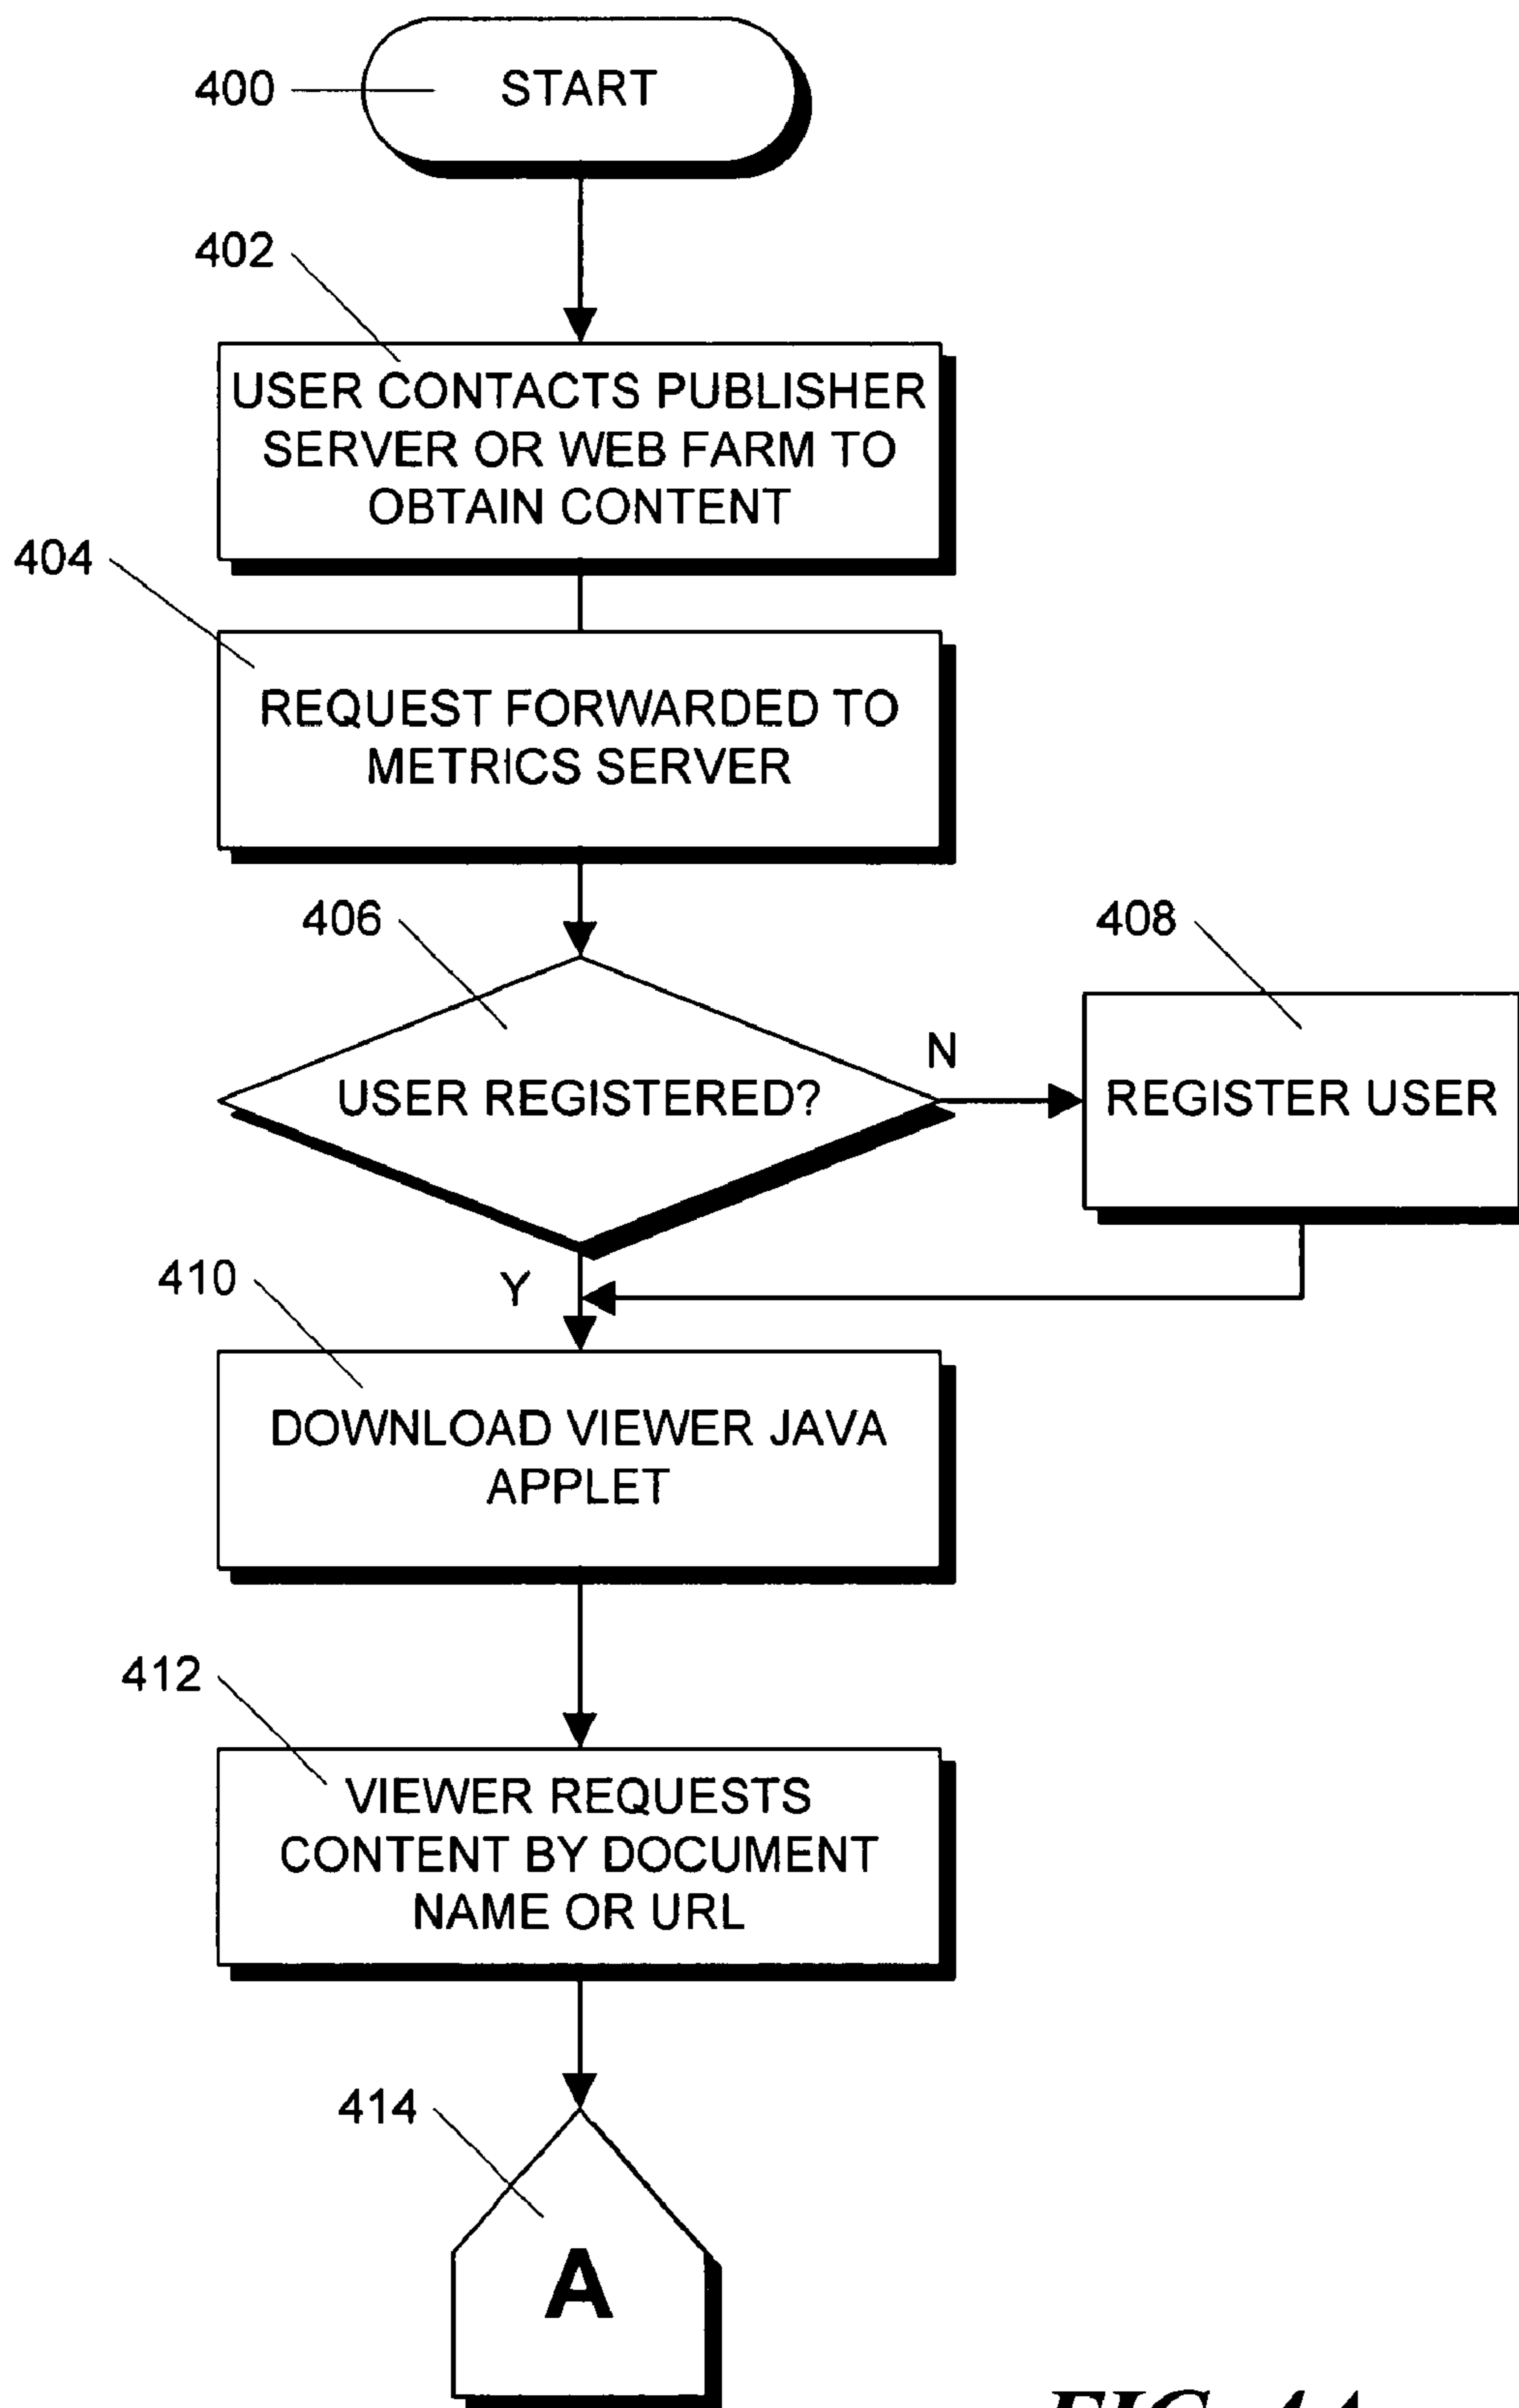 400
START
402
USER CONTACTS PUBLISHER
SERVER OR WEB FARM TO
OBTAIN CONTENT
404
REQUEST FORWARDED TO
METRICS SERVER
406
408
N
USER REGISTERED?
REGISTER USER
410
Y
DOWNLOAD VIEWER JAVA
APPLET
412
VIEWER REQUESTS
CONTENT BY DOCUMENT
NAME OR URL
414
A
FIG. 4A